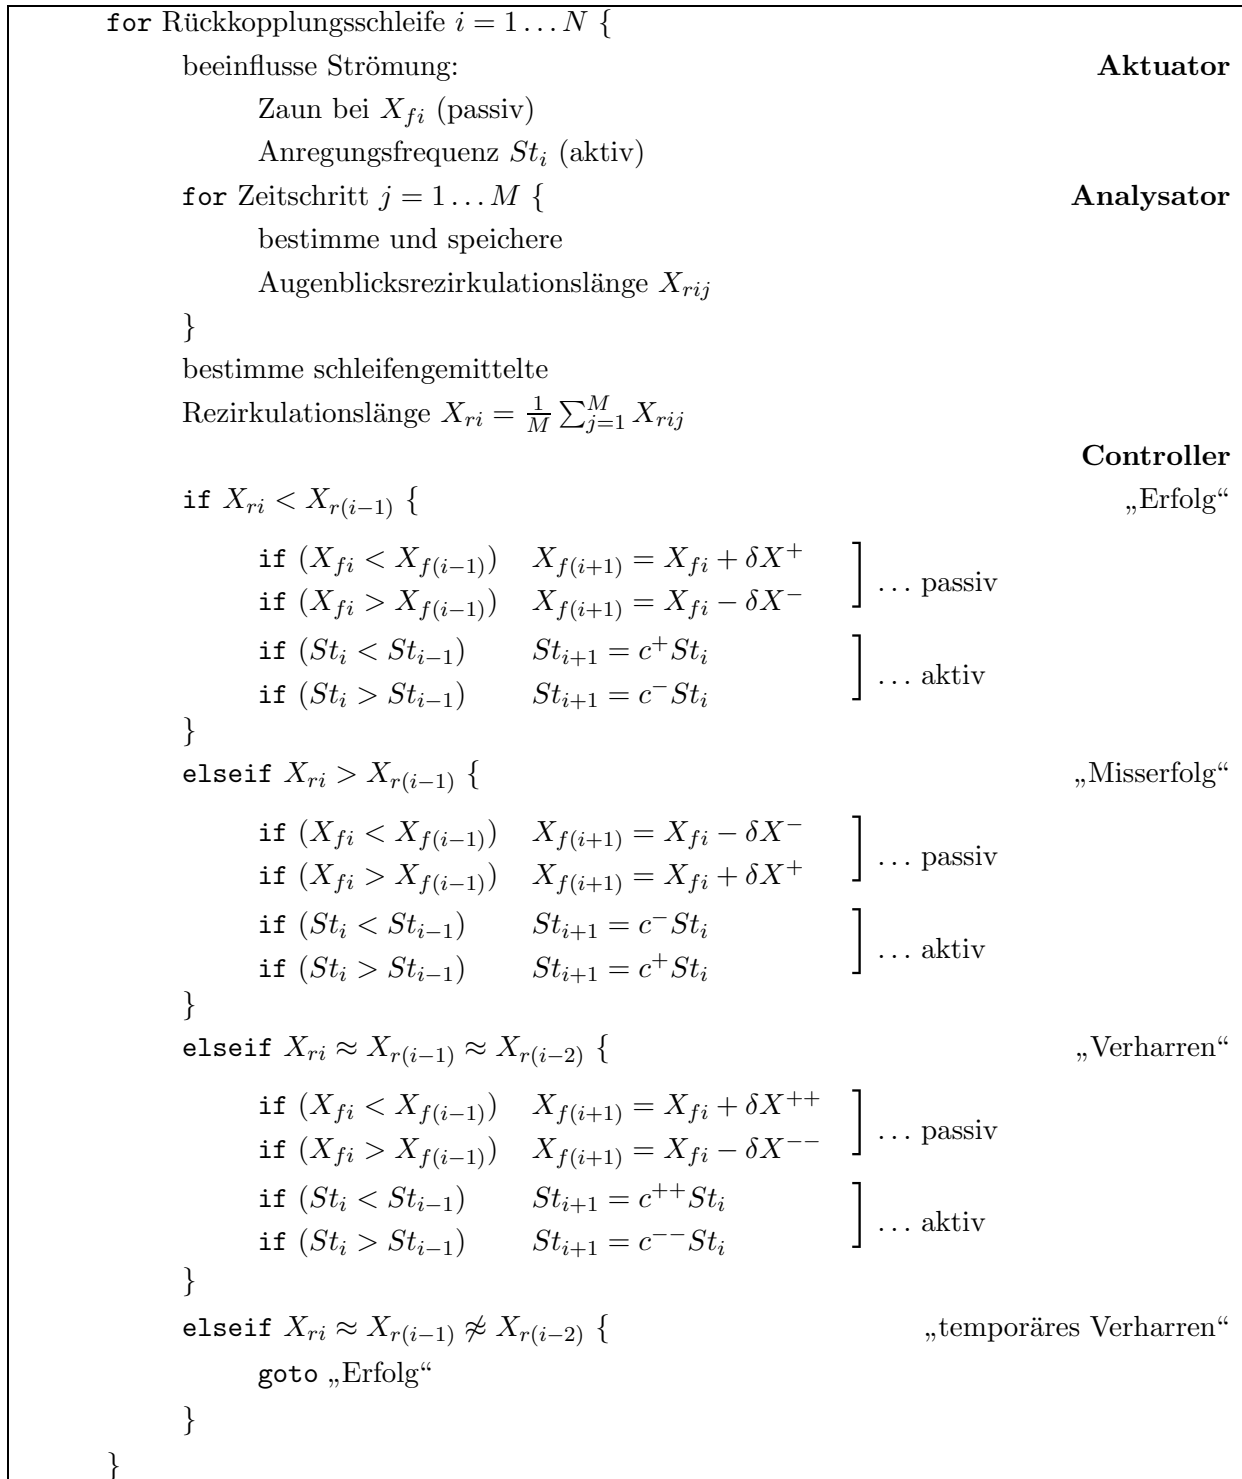 for Rückkopplungsschleife i = 1 … N {
beeinflusse Strömung: Aktuator
Zaun bei X_{fi} (passiv)
Anregungsfrequenz St_i (aktiv)
for Zeitschritt j = 1 … M { Analysator
bestimme und speichere
Augenblicksrezirkulationslänge X_{rij}
}
bestimme schleifengemittelte
Rezirkulationslänge X_{ri} = \frac{1}{M} \sum_{j=1}^{M} X_{rij}
Controller
if X_{ri} < X_{r(i−1)} { „Erfolg“
if (X_{fi} < X_{f(i−1)}) X_{f(i+1)} = X_{fi} + δX^+
if (X_{fi} > X_{f(i−1)}) X_{f(i+1)} = X_{fi} − δX^−
] … passiv
if (St_i < St_{i−1}) St_{i+1} = c^+ St_i
if (St_i > St_{i−1}) St_{i+1} = c^− St_i
] … aktiv
}
elseif X_{ri} > X_{r(i−1)} { „Misserfolg“
if (X_{fi} < X_{f(i−1)}) X_{f(i+1)} = X_{fi} − δX^−
if (X_{fi} > X_{f(i−1)}) X_{f(i+1)} = X_{fi} + δX^+
] … passiv
if (St_i < St_{i−1}) St_{i+1} = c^− St_i
if (St_i > St_{i−1}) St_{i+1} = c^+ St_i
] … aktiv
}
elseif X_{ri} ≈ X_{r(i−1)} ≈ X_{r(i−2)} { „Verharren“
if (X_{fi} < X_{f(i−1)}) X_{f(i+1)} = X_{fi} + δX^{++}
if (X_{fi} > X_{f(i−1)}) X_{f(i+1)} = X_{fi} − δX^{−−}
] … passiv
if (St_i < St_{i−1}) St_{i+1} = c^{++} St_i
if (St_i > St_{i−1}) St_{i+1} = c^{−−} St_i
] … aktiv
}
elseif X_{ri} ≈ X_{r(i−1)} ≉ X_{r(i−2)} { „temporäres Verharren“
goto „Erfolg“
}
}